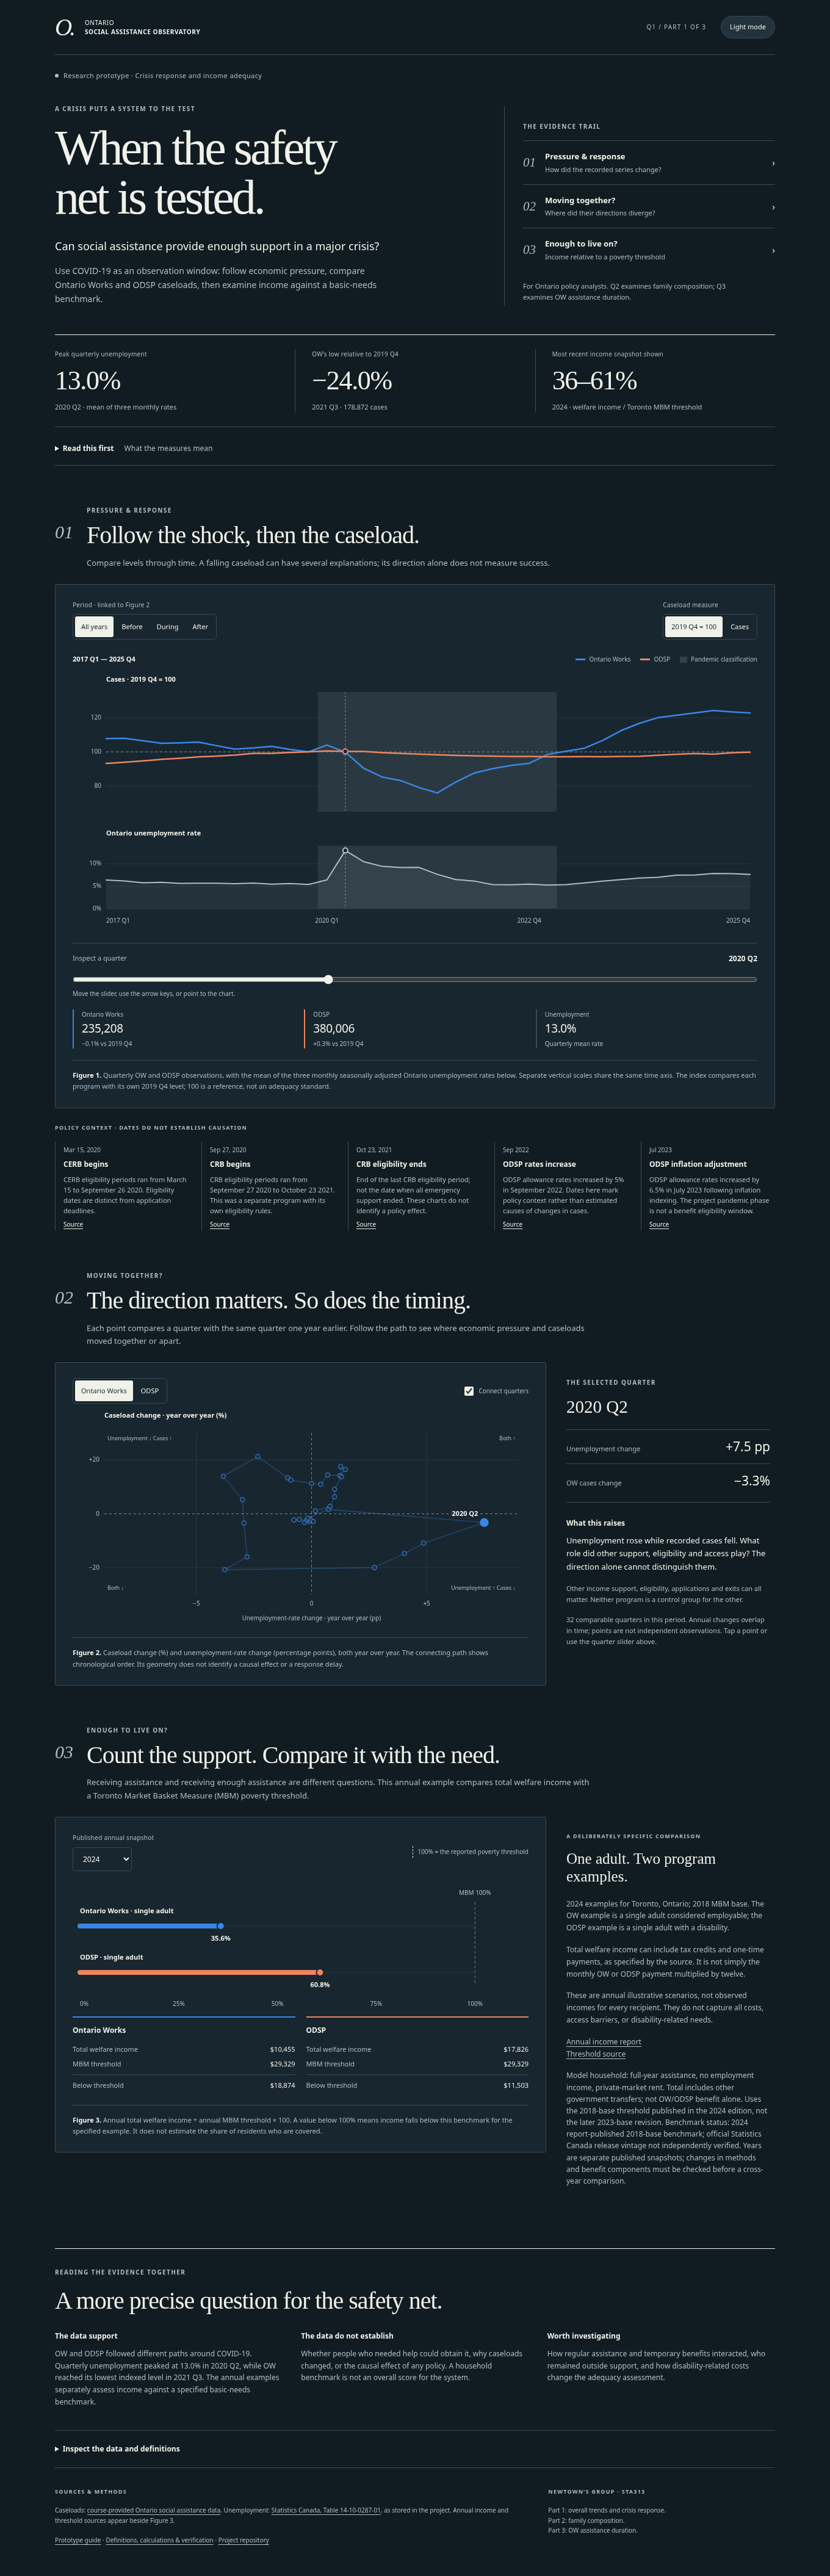 O.
ONTARIO
SOCIAL ASSISTANCE OBSERVATORY
Q1 / PART 1 OF 3
Light mode
Research prototype · Crisis response and income adequacy
A CRISIS PUTS A SYSTEM TO THE TEST
When the safety
net is tested.
Can social assistance provide enough support in a major crisis?
Use COVID-19 as an observation window: follow economic pressure, compare
Ontario Works and ODSP caseloads, then examine income against a basic-needs
benchmark.
THE EVIDENCE TRAIL
01
Pressure & response
How did the recorded series change?
›
02
Moving together?
Where did their directions diverge?
›
03
Enough to live on?
Income relative to a poverty threshold
›
For Ontario policy analysts. Q2 examines family composition; Q3
examines OW assistance duration.
Peak quarterly unemployment
13.0%
2020 Q2 · mean of three monthly rates
OW's low relative to 2019 Q4
−24.0%
2021 Q3 · 178,872 cases
Most recent income snapshot shown
36–61%
2024 · welfare income / Toronto MBM threshold
▶ Read this first What the measures mean
PRESSURE & RESPONSE
01
Follow the shock, then the caseload.
Compare levels through time. A falling caseload can have several explanations; its direction alone does not measure success.
Period · linked to Figure 2
All years Before During After
Caseload measure
2019 Q4 = 100 Cases
2017 Q1 — 2025 Q4
Ontario Works ODSP Pandemic classification
Cases · 2019 Q4 = 100
120
100
80
Ontario unemployment rate
10%
5%
0%
2017 Q1 2020 Q1 2022 Q4 2025 Q4
Inspect a quarter
2020 Q2
Move the slider, use the arrow keys, or point to the chart.
Ontario Works
235,208
−0.1% vs 2019 Q4
ODSP
380,006
+0.3% vs 2019 Q4
Unemployment
13.0%
Quarterly mean rate
Figure 1. Quarterly OW and ODSP observations, with the mean of three monthly seasonally adjusted Ontario unemployment rates below. Separate vertical scales share the same time axis. The index compares each
program with its own 2019 Q4 level; 100 is a reference, not an adequacy standard.
POLICY CONTEXT · DATES DO NOT ESTABLISH CAUSATION
Mar 15, 2020
CERB begins
CERB eligibility periods ran from March
15 to September 26 2020. Eligibility
dates are distinct from application
deadlines.
Source
Sep 27, 2020
CRB begins
CRB eligibility periods ran from
September 27 2020 to October 23 2021.
This was a separate program with its
own eligibility rules.
Source
Oct 23, 2021
CRB eligibility ends
End of the last CRB eligibility period;
not the date when all emergency
support ended. These charts do not
identify a policy effect.
Source
Sep 2022
ODSP rates increase
ODSP allowance rates increased by 5%
in September 2022. Dates here mark
policy context rather than estimated
causes of changes in cases.
Source
Jul 2023
ODSP inflation adjustment
ODSP allowance rates increased by
6.5% in July 2023 following inflation
indexing. The project pandemic phase
is not a benefit eligibility window.
Source
MOVING TOGETHER?
02
The direction matters. So does the timing.
Each point compares a quarter with the same quarter one year earlier. Follow the path to see where economic pressure and caseloads
moved together or apart.
Ontario Works ODSP
Connect quarters
Caseload change · year over year (%)
Unemployment ↓ Cases ↑
Both ↑
+20
0
−20
2020 Q2
Both ↓
Unemployment ↑ Cases ↓
−5 0 +5
Unemployment-rate change · year over year (pp)
Figure 2. Caseload change (%) and unemployment-rate change (percentage points), both year over year. The connecting path shows
chronological order. Its geometry does not identify a causal effect or a response delay.
THE SELECTED QUARTER
2020 Q2
Unemployment change +7.5 pp
OW cases change −3.3%
What this raises
Unemployment rose while recorded cases fell. What
role did other support, eligibility and access play? The
direction alone cannot distinguish them.
Other income support, eligibility, applications and exits can all
matter. Neither program is a control group for the other.
32 comparable quarters in this period. Annual changes overlap
in time; points are not independent observations. Tap a point or
use the quarter slider above.
ENOUGH TO LIVE ON?
03
Count the support. Compare it with the need.
Receiving assistance and receiving enough assistance are different questions. This annual example compares total welfare income with
a Toronto Market Basket Measure (MBM) poverty threshold.
Published annual snapshot
2024
100% = the reported poverty threshold
MBM 100%
Ontario Works · single adult
35.6%
ODSP · single adult
60.8%
0% 25% 50% 75% 100%
Ontario Works
Total welfare income $10,455
MBM threshold $29,329
Below threshold $18,874
ODSP
Total welfare income $17,826
MBM threshold $29,329
Below threshold $11,503
Figure 3. Annual total welfare income ÷ annual MBM threshold × 100. A value below 100% means income falls below this benchmark for the
specified example. It does not estimate the share of residents who are covered.
A DELIBERATELY SPECIFIC COMPARISON
One adult. Two program
examples.
2024 examples for Toronto, Ontario; 2018 MBM base. The
OW example is a single adult considered employable; the
ODSP example is a single adult with a disability.
Total welfare income can include tax credits and one-time
payments, as specified by the source. It is not simply the
monthly OW or ODSP payment multiplied by twelve.
These are annual illustrative scenarios, not observed
incomes for every recipient. They do not capture all costs,
access barriers, or disability-related needs.
Annual income report
Threshold source
Model household: full-year assistance, no employment
income, private-market rent. Total includes other
government transfers; not OW/ODSP benefit alone. Uses
the 2018-base threshold published in the 2024 edition, not
the later 2023-base revision. Benchmark status: 2024
report-published 2018-base benchmark; official Statistics
Canada release vintage not independently verified. Years
are separate published snapshots; changes in methods
and benefit components must be checked before a cross-
year comparison.
READING THE EVIDENCE TOGETHER
A more precise question for the safety net.
The data support
OW and ODSP followed different paths around COVID-19.
Quarterly unemployment peaked at 13.0% in 2020 Q2, while OW
reached its lowest indexed level in 2021 Q3. The annual examples
separately assess income against a specified basic-needs
benchmark.
The data do not establish
Whether people who needed help could obtain it, why caseloads
changed, or the causal effect of any policy. A household
benchmark is not an overall score for the system.
Worth investigating
How regular assistance and temporary benefits interacted, who
remained outside support, and how disability-related costs
change the adequacy assessment.
▶ Inspect the data and definitions
SOURCES & METHODS
Caseloads: course-provided Ontario social assistance data. Unemployment: Statistics Canada, Table 14-10-0287-01, as stored in the project. Annual income and
threshold sources appear beside Figure 3.
Prototype guide · Definitions, calculations & verification · Project repository
NEWTOWN'S GROUP · STA313
Part 1: overall trends and crisis response.
Part 2: family composition.
Part 3: OW assistance duration.